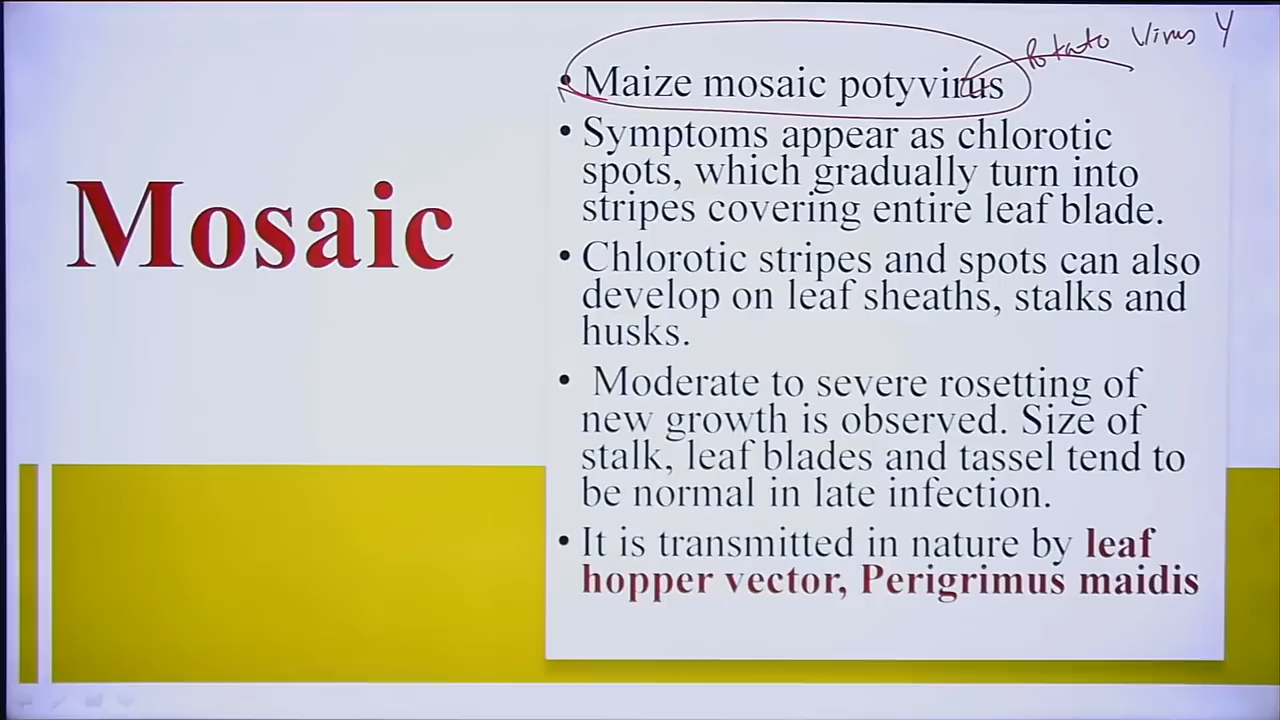 Potato Virus Y
Mosaic
• Maize mosaic potyvirus
• Symptoms appear as chlorotic
spots, which gradually turn into
stripes covering entire leaf blade.
• Chlorotic stripes and spots can also
develop on leaf sheaths, stalks and
husks.
• Moderate to severe rosetting of
new growth is observed. Size of
stalk, leaf blades and tassel tend to
be normal in late infection.
• It is transmitted in nature by leaf
hopper vector, Perigrimus maidis